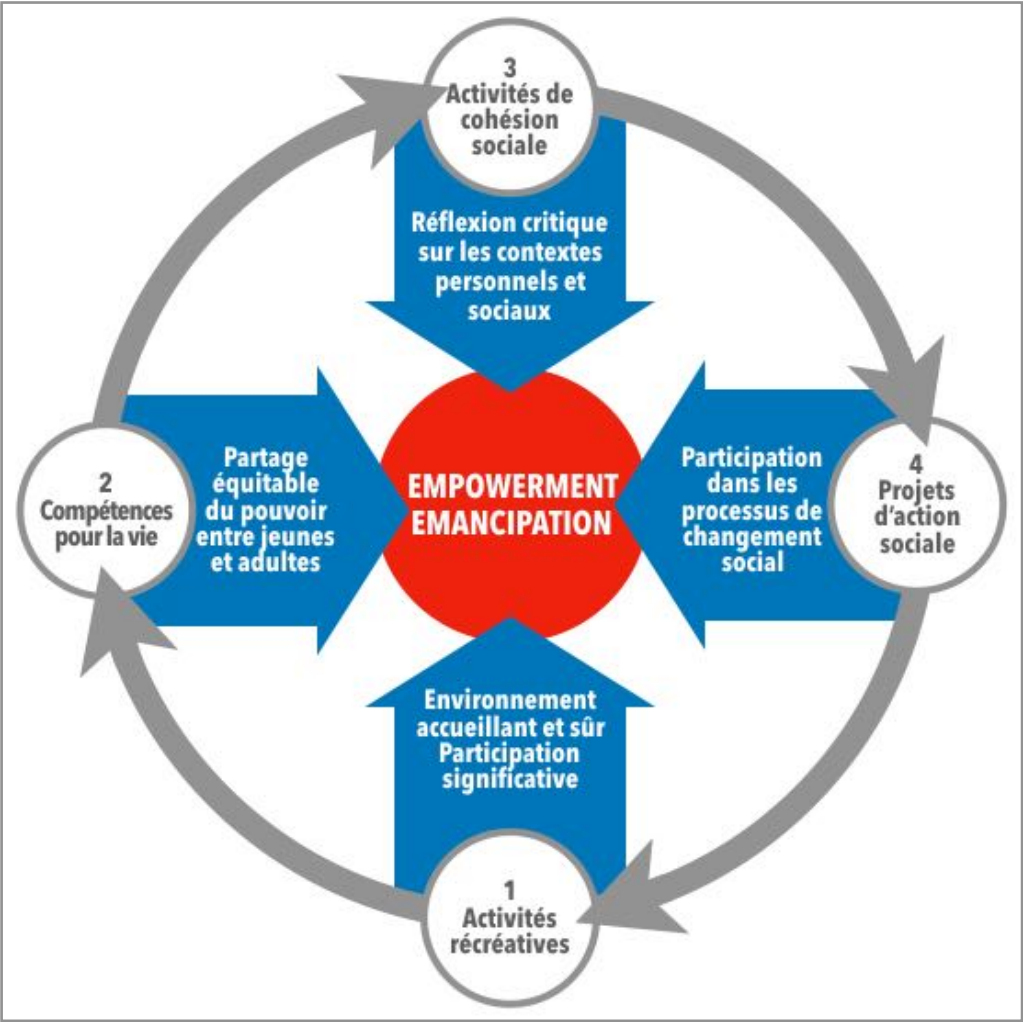 3
Activités de
cohésion
sociale
Réflexion critique
sur les contextes
personnels et
sociaux
2
Compétences
pour la vie
Partage
équitable
du pouvoir
entre jeunes
et adultes
EMPOWERMENT
EMANCIPATION
Participation
dans les
processus de
changement
social
4
Projets
d'action
sociale
Environnement
accueillant et sûr
Participation
significative
1
Activités
récréatives